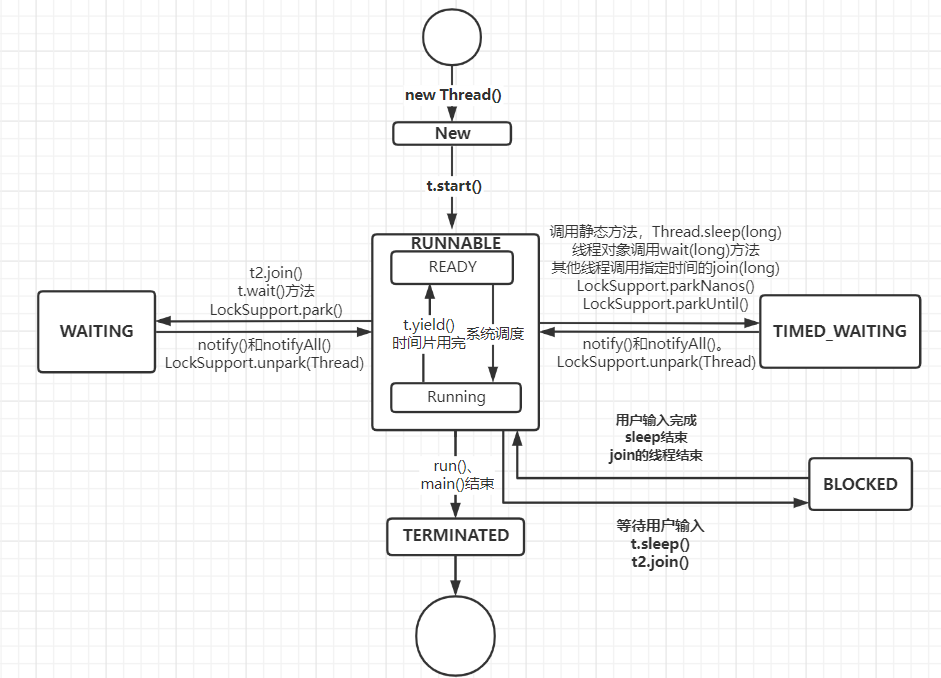 new Thread()
New
t.start()
RUNNABLE
READY
t.yield()
时间片用完
系统调度
Running
t2.join()
t.wait()方法
LockSupport.park()
WAITING
notify()和notifyAll()
LockSupport.unpark(Thread)
调用静态方法，Thread.sleep(long)
线程对象调用wait(long)方法
其他线程调用指定时间的join(long)
LockSupport.parkNanos()
LockSupport.parkUntil()
TIMED_WAITING
notify()和notifyAll()。
LockSupport.unpark(Thread)
用户输入完成
sleep结束
join的线程结束
BLOCKED
等待用户输入
t.sleep()
t2.join()
run()、
main()结束
TERMINATED